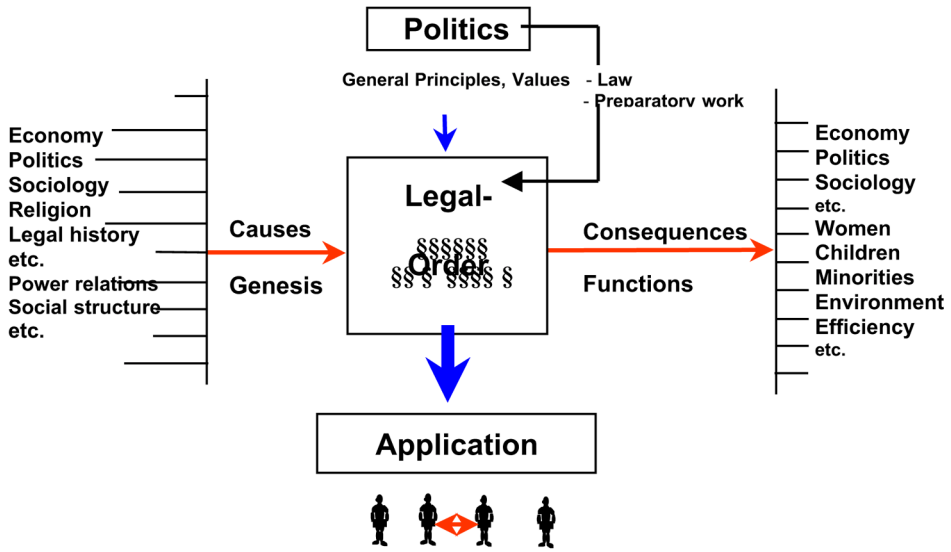 Politics
General Principles, Values - Law
- Preparatory work
Economy
Politics
Sociology
Religion
Legal history
etc.
Power relations
Social structure
etc.
Causes
Genesis
Legal-
§§§§§§
Order
§§ § §§§§ §
Consequences
Functions
Economy
Politics
Sociology
etc.
Women
Children
Minorities
Environment
Efficiency
etc.
Application